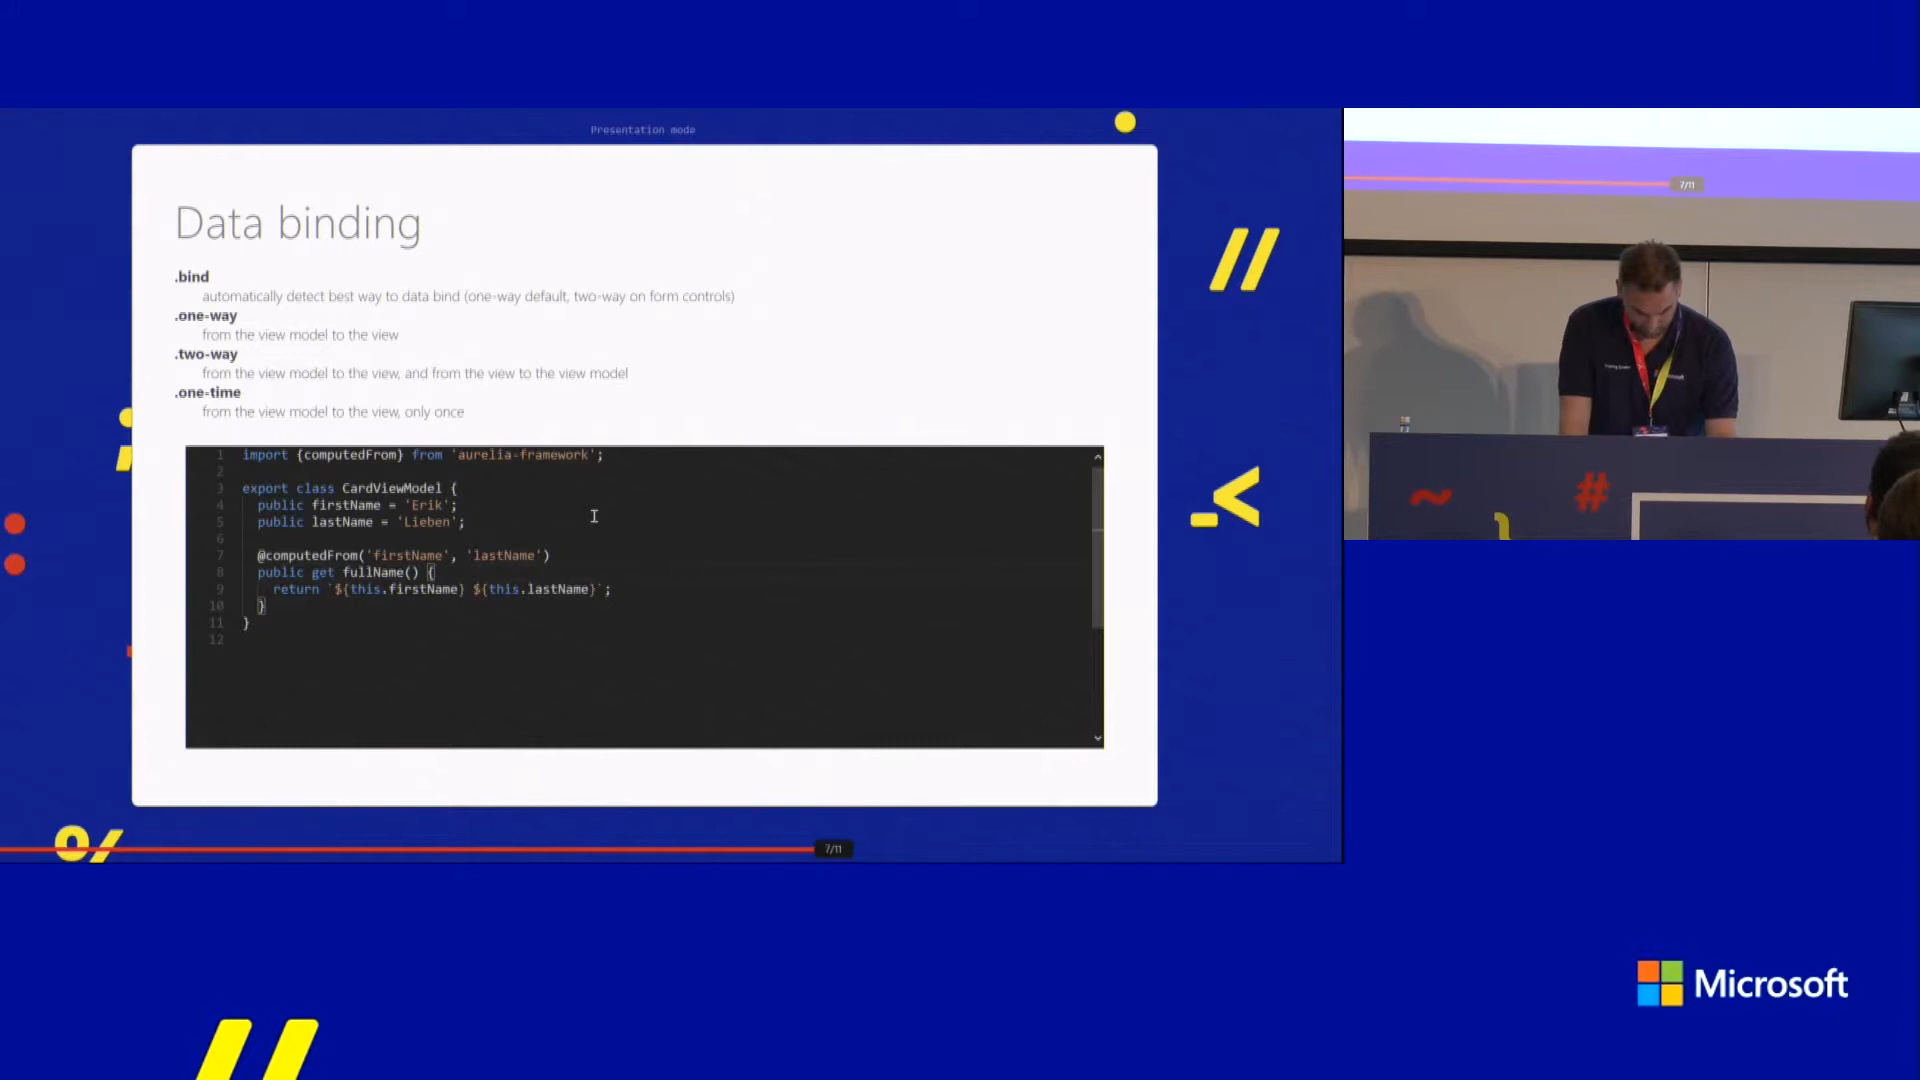 Presentation mode
Data binding
.bind
automatically detect best way to data bind (one-way default, two-way on form controls)
.one-way
from the view model to the view
.two-way
from the view model to the view, and from the view to the view model
.one-time
from the view model to the view, only once
1 import {computedFrom} from 'aurelia-framework';
2
3 export class CardViewModel {
4 public firstName = 'Erik';
5 public lastName = 'Lieben';
6
7 @computedFrom('firstName', 'lastName')
8 public get fullName() {
9 return `${this.firstName} ${this.lastName}`;
10 }
11 }
12
7/11
7/11
Microsoft